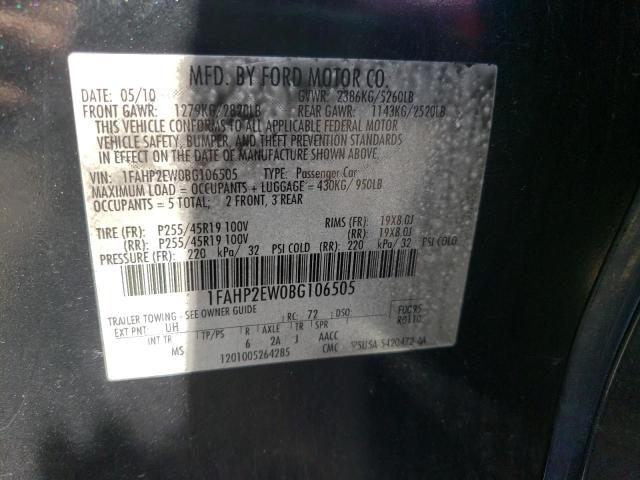 MFD. BY FORD MOTOR CO.
DATE: 05/10 GVWR: 2386KG/5260LB
FRONT GAWR: 1279KG/2820LB REAR GAWR: 1143KG/2520LB
THIS VEHICLE CONFORMS TO ALL APPLICABLE FEDERAL MOTOR
VEHICLE SAFETY, BUMPER, AND THEFT PREVENTION STANDARDS
IN EFFECT ON THE DATE OF MANUFACTURE SHOWN ABOVE.
VIN: 1FAHP2EW0BG106505 TYPE: Passenger Car
MAXIMUM LOAD = OCCUPANTS + LUGGAGE = 430KG/ 950LB
OCCUPANTS = 5 TOTAL; 2 FRONT, 3 REAR
TIRE (FR): P255/45R19 100V RIMS (FR): 19X8.0J
(RR): P255/45R19 100V (RR): 19X8.0J
PRESSURE (FR): 220 kPa/ 32 PSI COLD (RR): 220 kPa/ 32 PSI COLD
1FAHP2EW0BG106505
TRAILER TOWING - SEE OWNER GUIDE RC: 72 DSO:
EXT PNT: UH
INT TR TP/PS R AXLE TR SPR
MS 6 2A J AACC
1201005264285 CMC